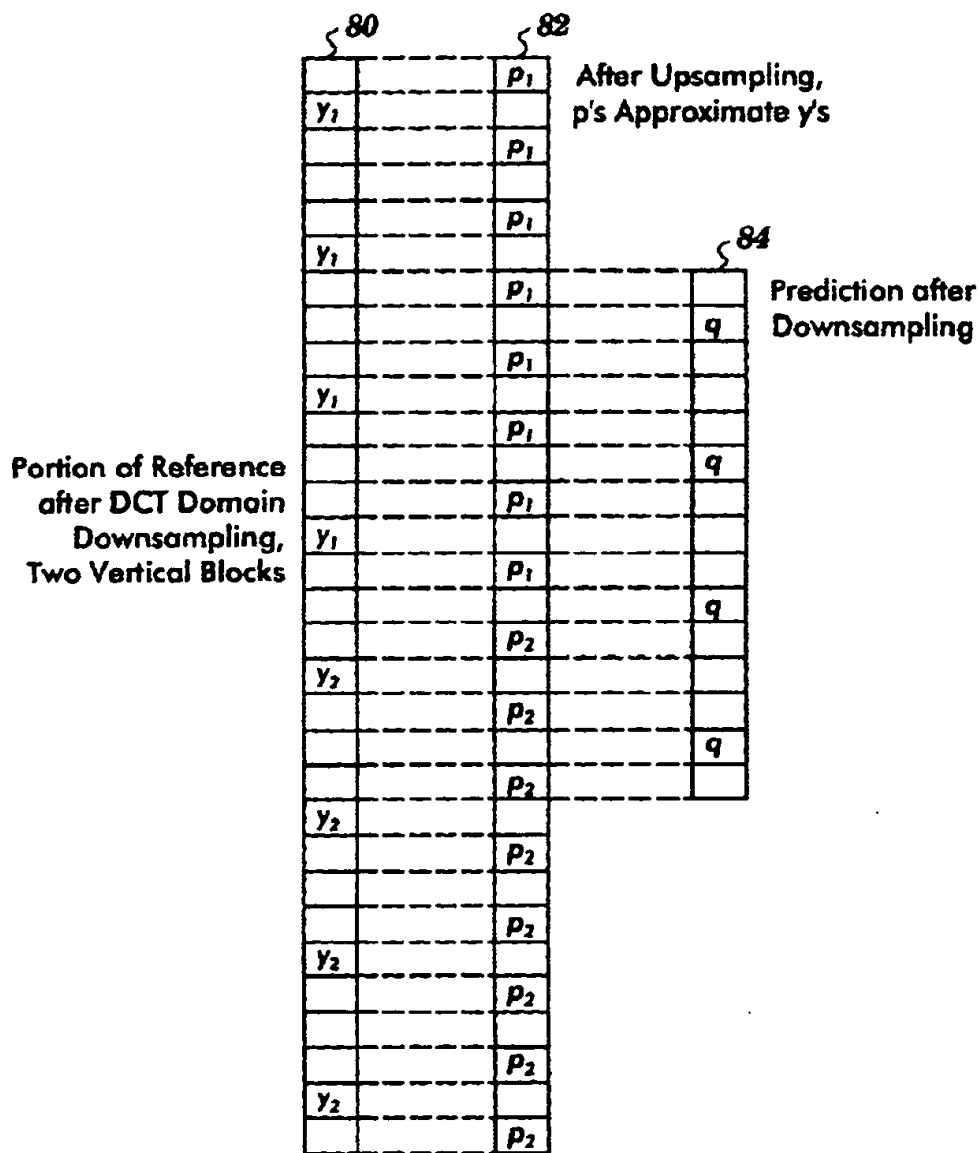 80
82
p₁
After Upsampling,
p's Approximate y's
y₁
p₁
p₁
y₁
84
p₁
Prediction after
Downsampling
q
p₁
y₁
p₁
Portion of Reference
after DCT Domain
Downsampling,
Two Vertical Blocks
q
p₁
y₁
p₁
q
p₂
y₂
p₂
q
p₂
y₂
p₂
p₂
y₂
p₂
p₂
y₂
p₂